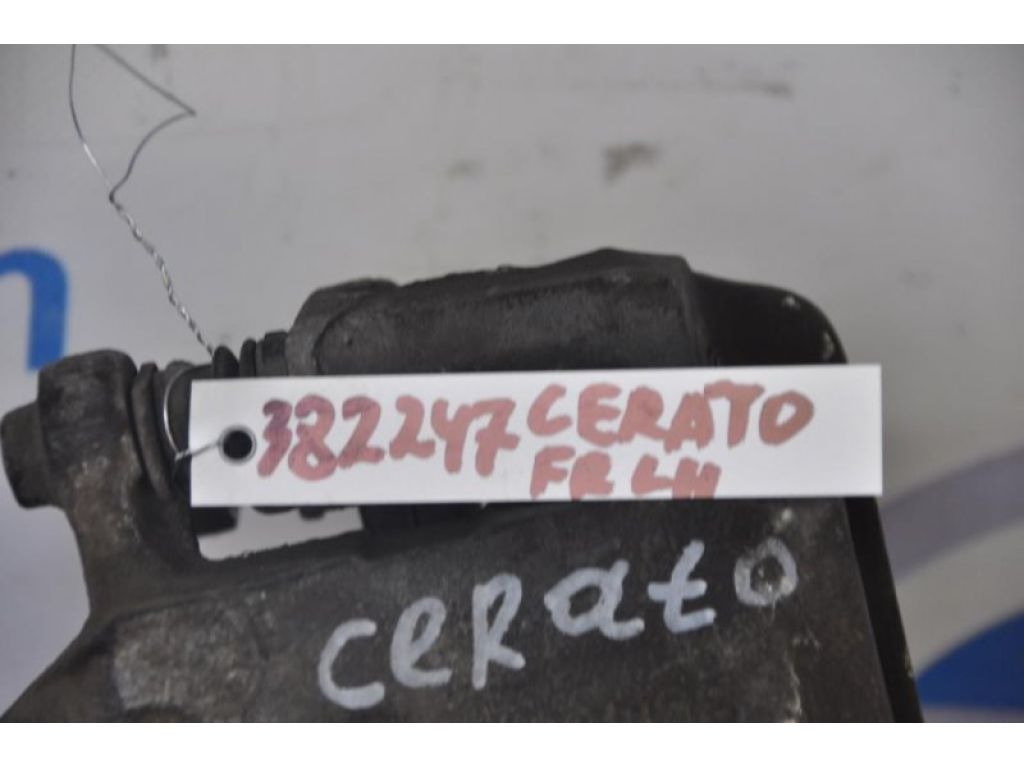 382247 CERATO
FR LH
CeRato